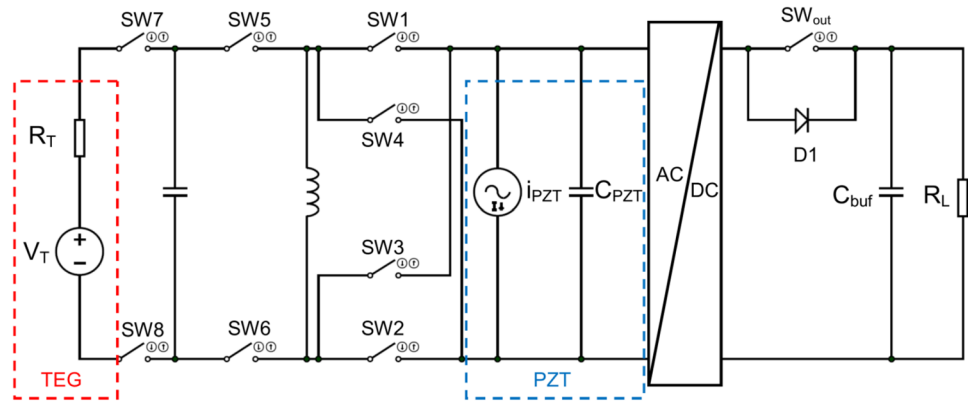 SW7
SW5
SW1
SWout
SW4
RT
AC
DC
D1
iPZT
CPZT
Cbuf
RL
VT
+
−
SW3
SW8
SW6
SW2
TEG
PZT